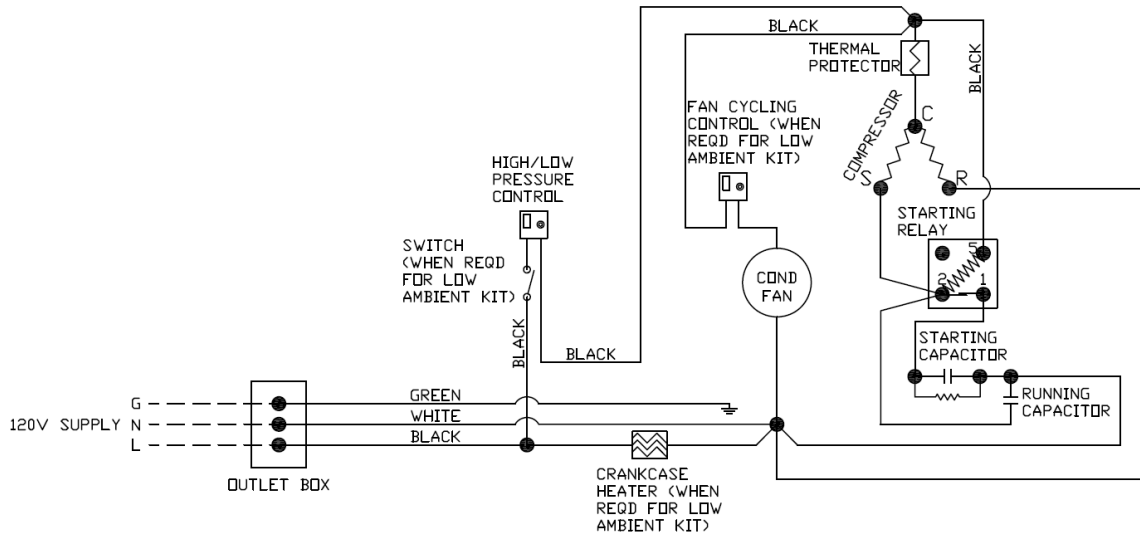 BLACK
BLACK
THERMAL
PROTECTOR
BLACK
FAN CYCLING
CONTROL (WHEN
REQD FOR LOW
AMBIENT KIT)
COMPRESSOR
C
S
R
HIGH/LOW
PRESSURE
CONTROL
STARTING
RELAY
5
2
1
SWITCH
(WHEN REQD
FOR LOW
AMBIENT KIT)
COND
FAN
BLACK
BLACK
STARTING
CAPACITOR
RUNNING
CAPACITOR
120V SUPPLY
G
N
L
GREEN
WHITE
BLACK
OUTLET BOX
CRANKCASE
HEATER (WHEN
REQD FOR LOW
AMBIENT KIT)